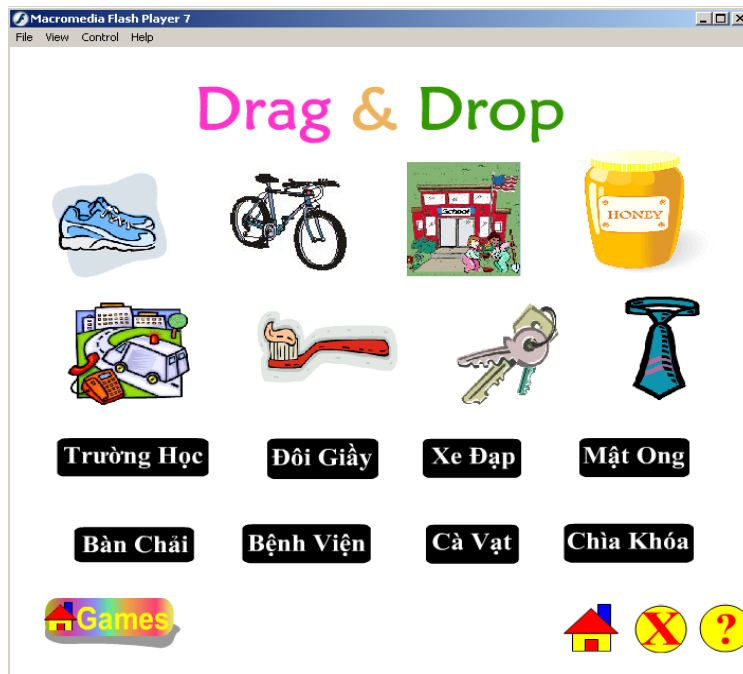 Macromedia Flash Player 7
File View Control Help
Drag & Drop
School
HONEY
Trường Học
Đôi Giầy
Xe Đạp
Mật Ong
Bàn Chải
Bệnh Viện
Cà Vạt
Chìa Khóa
Games
X
?